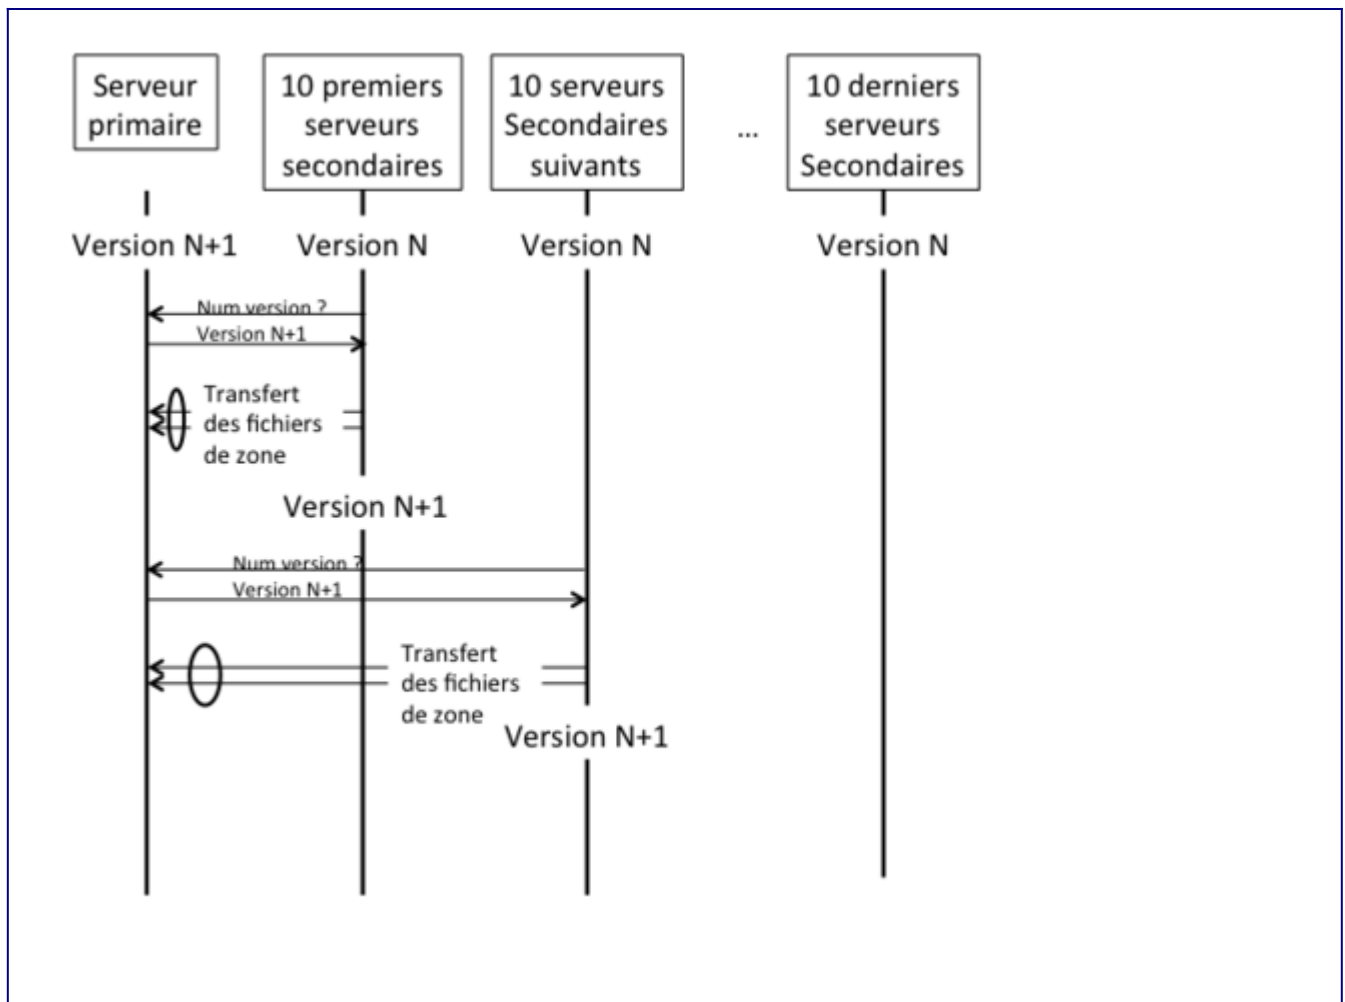 Serveur
primaire
10 premiers
serveurs
secondaires
10 serveurs
Secondaires
suivants
...
10 derniers
serveurs
Secondaires
Version N+1
Version N
Version N
Version N
Num version ?
Version N+1
Transfert
des fichiers
de zone
Version N+1
Num version ?
Version N+1
Transfert
des fichiers
de zone
Version N+1